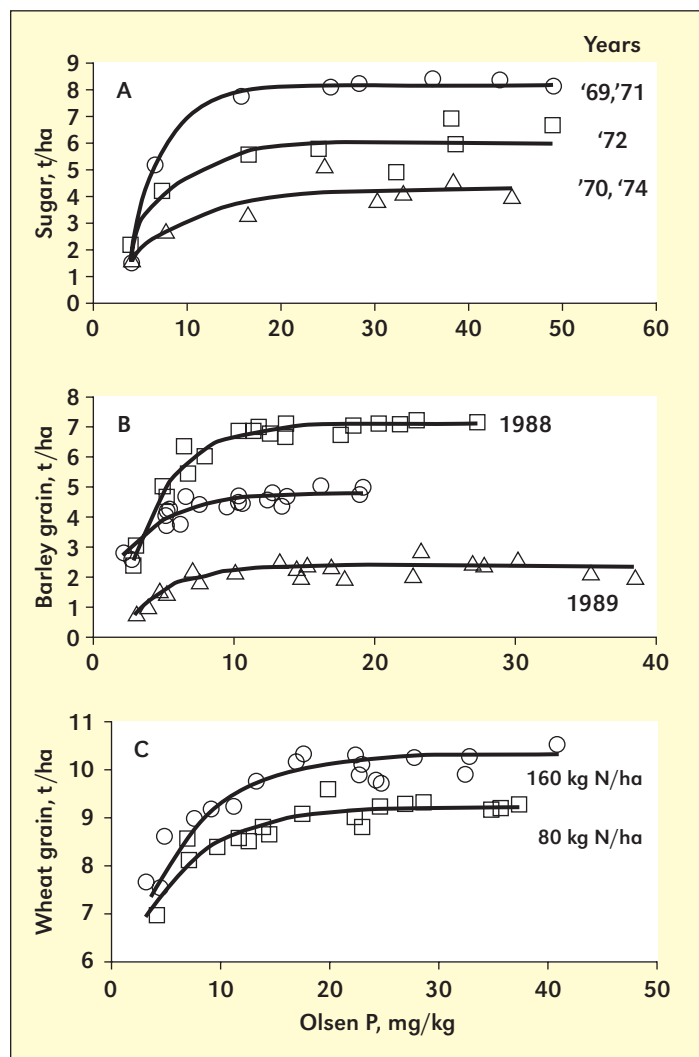 Years
A
9
8
7
6
5
4
3
2
1
0
Sugar, t/ha
‘69,’71
‘72
’70, ‘74
0 10 20 30 40 50 60
B
8
7
6
5
4
3
2
1
0
Barley grain, t/ha
1988
1989
0 10 20 30 40
C
11
10
9
8
7
6
Wheat grain, t/ha
160 kg N/ha
80 kg N/ha
0 10 20 30 40 50
Olsen P, mg/kg